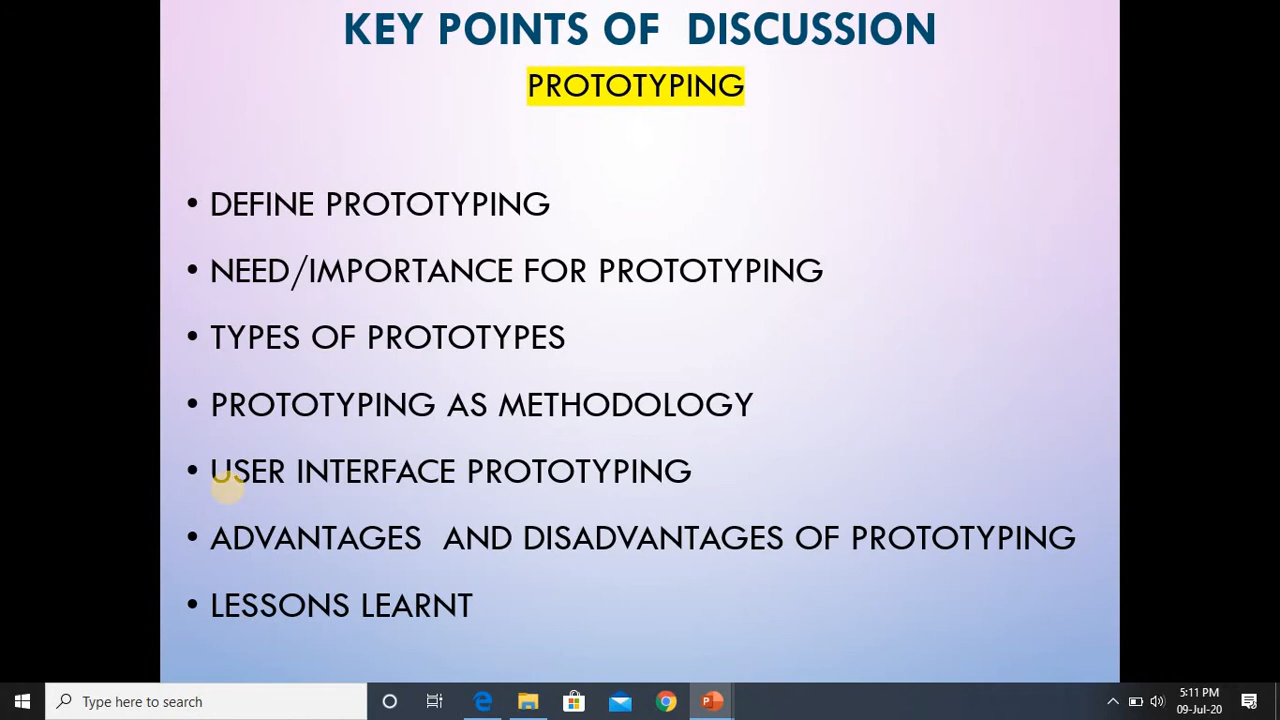 KEY POINTS OF DISCUSSION
PROTOTYPING
• DEFINE PROTOTYPING
• NEED/IMPORTANCE FOR PROTOTYPING
• TYPES OF PROTOTYPES
• PROTOTYPING AS METHODOLOGY
• USER INTERFACE PROTOTYPING
• ADVANTAGES AND DISADVANTAGES OF PROTOTYPING
• LESSONS LEARNT
Type here to search
5:11 PM
09-Jul-20